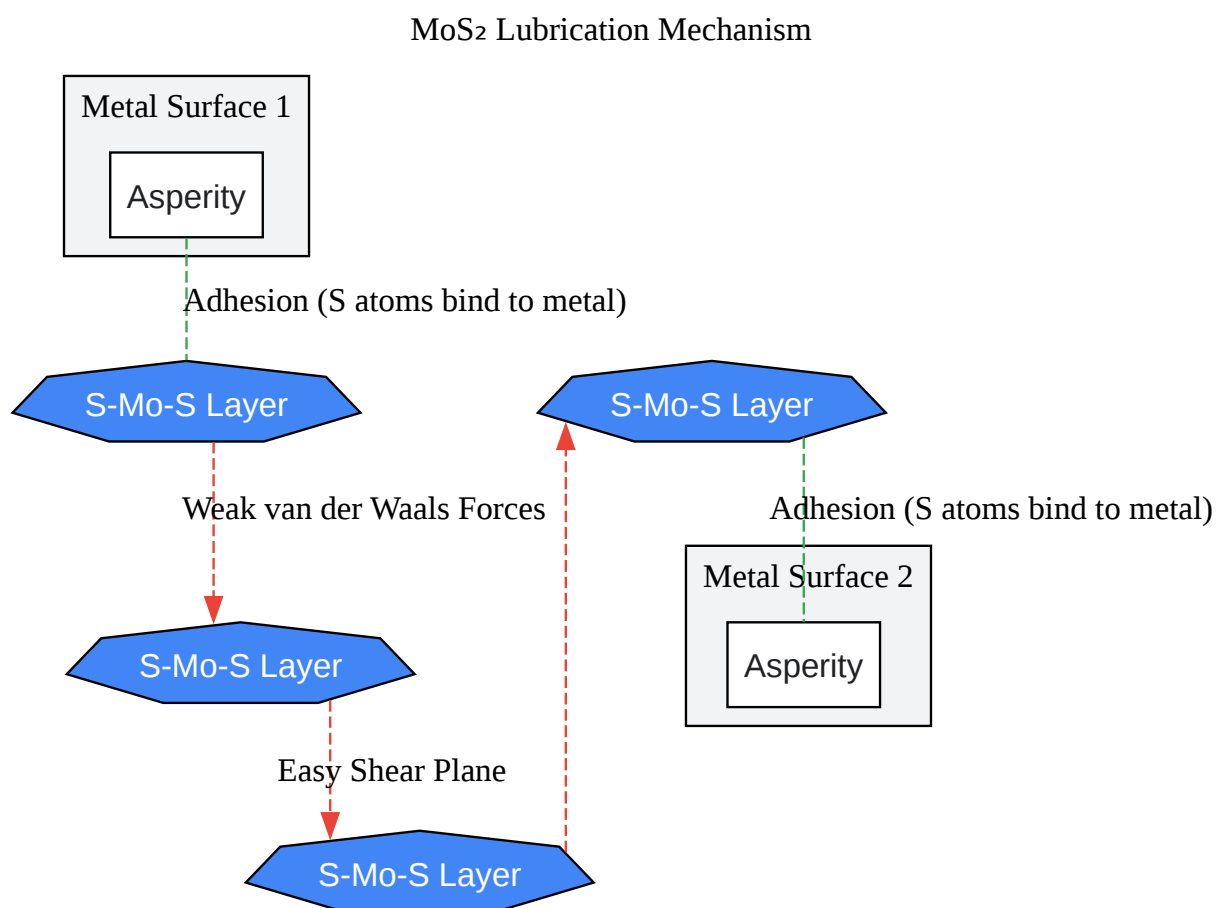 MoS₂ Lubrication Mechanism
Metal Surface 1
Asperity
Adhesion (S atoms bind to metal)
S-Mo-S Layer
S-Mo-S Layer
Weak van der Waals Forces
Adhesion (S atoms bind to metal)
Metal Surface 2
S-Mo-S Layer
Asperity
Easy Shear Plane
S-Mo-S Layer